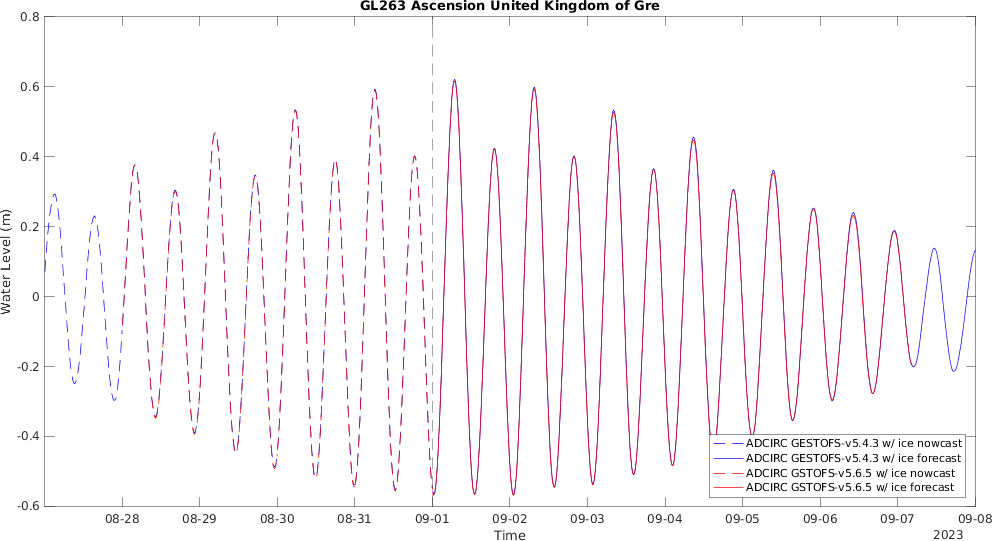 GL263 Ascension United Kingdom of Gre
0.8
0.6
0.4
0.2
0
-0.2
-0.4
-0.6
Water Level (m)
08-28 08-29 08-30 08-31 09-01 09-02 09-03 09-04 09-05 09-06 09-07 09-08
Time
2023
ADCIRC GESTOFS-v5.4.3 w/ ice nowcast
ADCIRC GESTOFS-v5.4.3 w/ ice forecast
ADCIRC GSTOFS-v5.6.5 w/ ice nowcast
ADCIRC GSTOFS-v5.6.5 w/ ice forecast